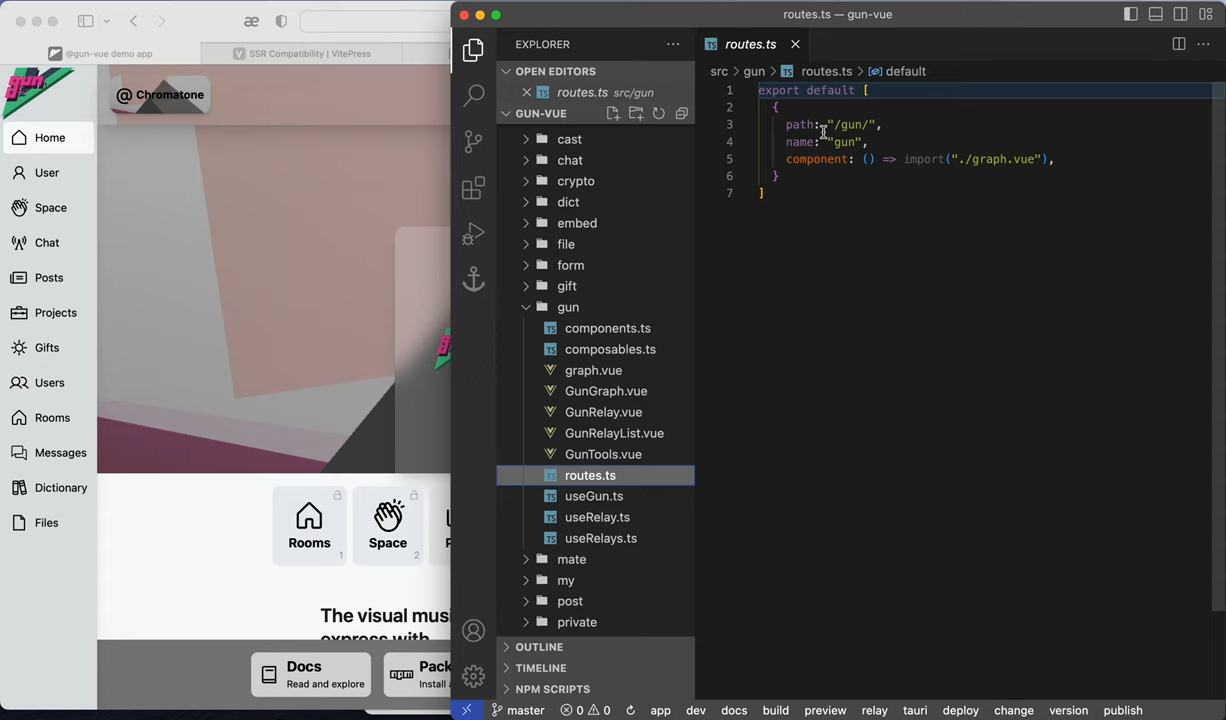 @gun-vue demo app
SSR Compatibility | VitePress
gun
@ Chromatone
Home
User
Space
Chat
Posts
Projects
Gifts
Users
Rooms
Messages
Dictionary
Files
Rooms
1
Space
2
The visual musi
express with
Docs
Read and explore
Pack
Install
routes.ts — gun-vue
EXPLORER
OPEN EDITORS
routes.ts src/gun
GUN-VUE
cast
chat
crypto
dict
embed
file
form
gift
gun
components.ts
composables.ts
graph.vue
GunGraph.vue
GunRelay.vue
GunRelayList.vue
GunTools.vue
routes.ts
useGun.ts
useRelay.ts
useRelays.ts
mate
my
post
private
OUTLINE
TIMELINE
NPM SCRIPTS
TS routes.ts
src > gun > TS routes.ts > default
1 export default [
2 {
3 path: "/gun/",
4 name: "gun",
5 component: () => import("./graph.vue"),
6 }
7 ]
master 0 0 app dev docs build preview relay tauri deploy change version publish